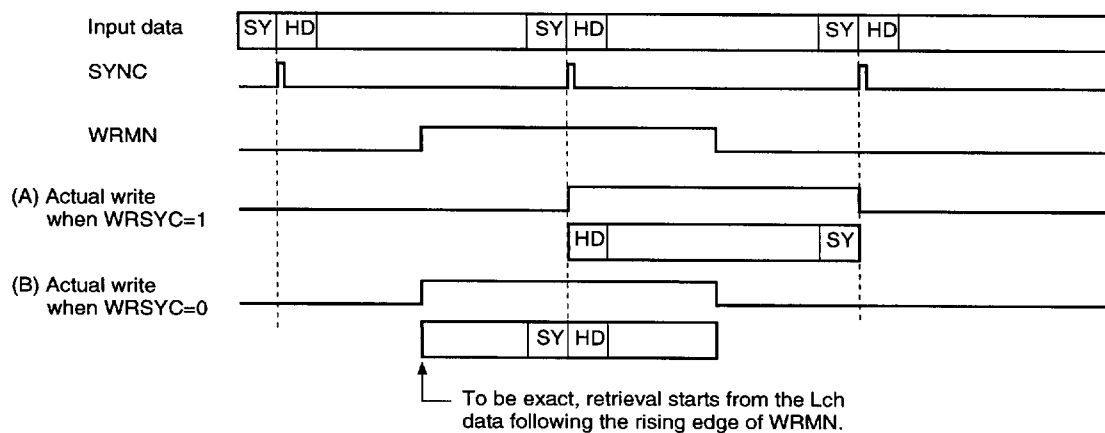 Input data SY HD SY HD SY HD
SYNC
WRMN
(A) Actual write
when WRSYC=1
HD SY
(B) Actual write
when WRSYC=0
SY HD
To be exact, retrieval starts from the Lch
data following the rising edge of WRMN.